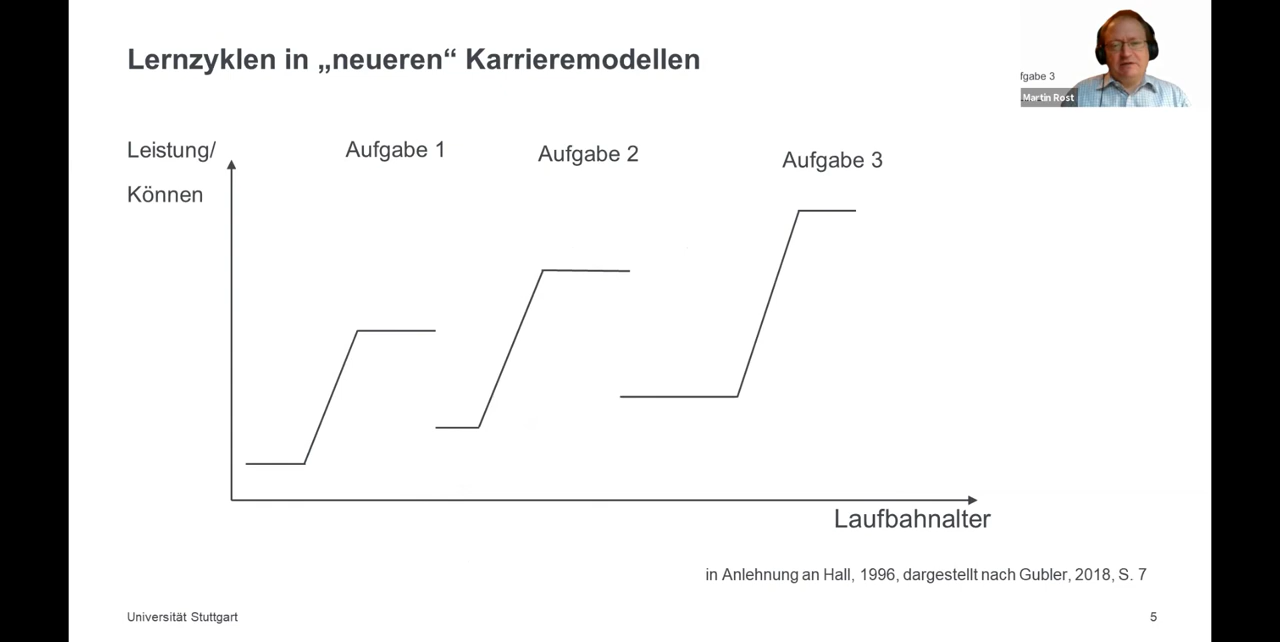 Lernzyklen in „neueren“ Karrieremodellen
fgabe 3
Martin Rost
Leistung/
Können
Aufgabe 1
Aufgabe 2
Aufgabe 3
Laufbahnalter
in Anlehnung an Hall, 1996, dargestellt nach Gubler, 2018, S. 7
Universität Stuttgart
5